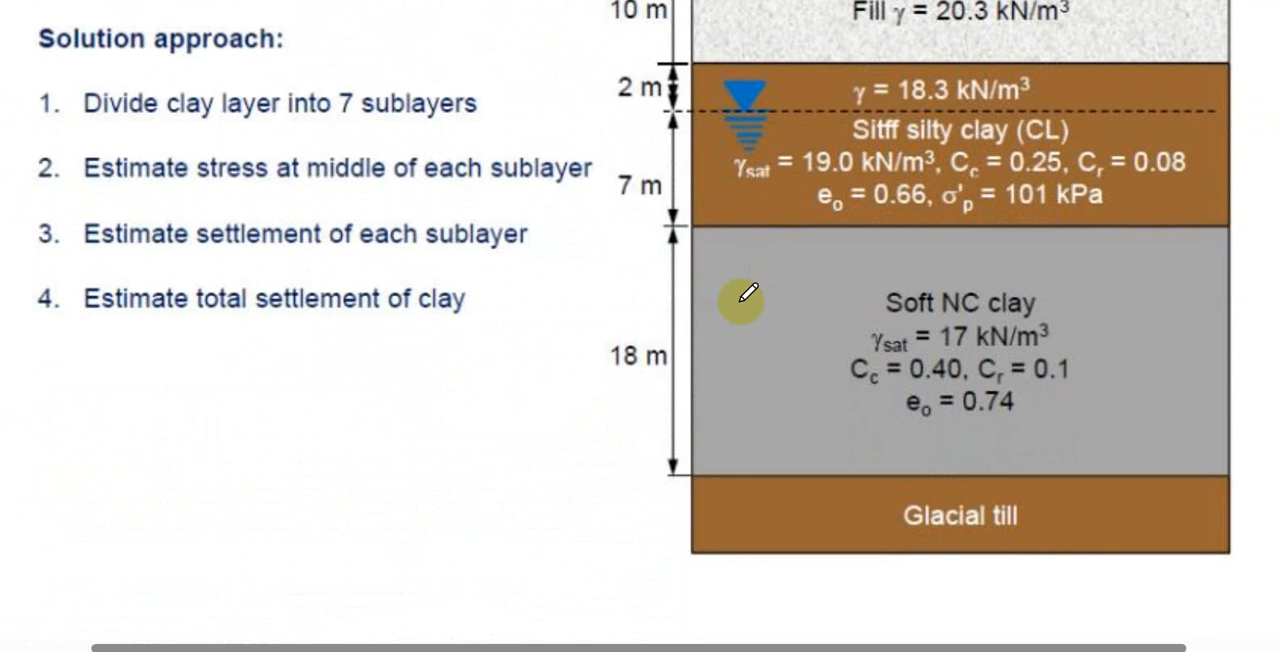 10 m
Fill γ = 20.3 kN/m³
Solution approach:
2 m
γ = 18.3 kN/m³
1. Divide clay layer into 7 sublayers
Sitff silty clay (CL)
2. Estimate stress at middle of each sublayer
γsat = 19.0 kN/m³, Cc = 0.25, Cr = 0.08
7 m
eo = 0.66, σ'p = 101 kPa
3. Estimate settlement of each sublayer
4. Estimate total settlement of clay
Soft NC clay
γsat = 17 kN/m³
18 m
Cc = 0.40, Cr = 0.1
eo = 0.74
Glacial till